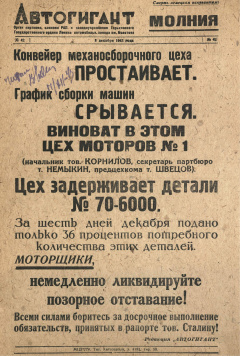 Автогигант
МОЛНИЯ
№ 42
Конвейер механосборочного цеха
ПРОСТАИВАЕТ.
График сборки машин
СРЫВАЕТСЯ.
ВИНОВАТ В ЭТОМ
ЦЕХ МОТОРОВ № 1
(начальник тов. КОРНИЛОВ, секретарь партбюро
т. НЕМЫКИН, предцехкома т. ШВЕЦОВ).
Цех задерживает детали
№ 70-6000.
За шесть дней декабря подано
только 36 процентов потребного
количества этих деталей.
МОТОРЩИКИ,
немедленно ликвидируйте
позорное отставание!
Всеми силами боритесь за досрочное выполнение
обязательств, принятых в рапорте тов. Сталину!
Редакция „АВТОГИГАНТ"